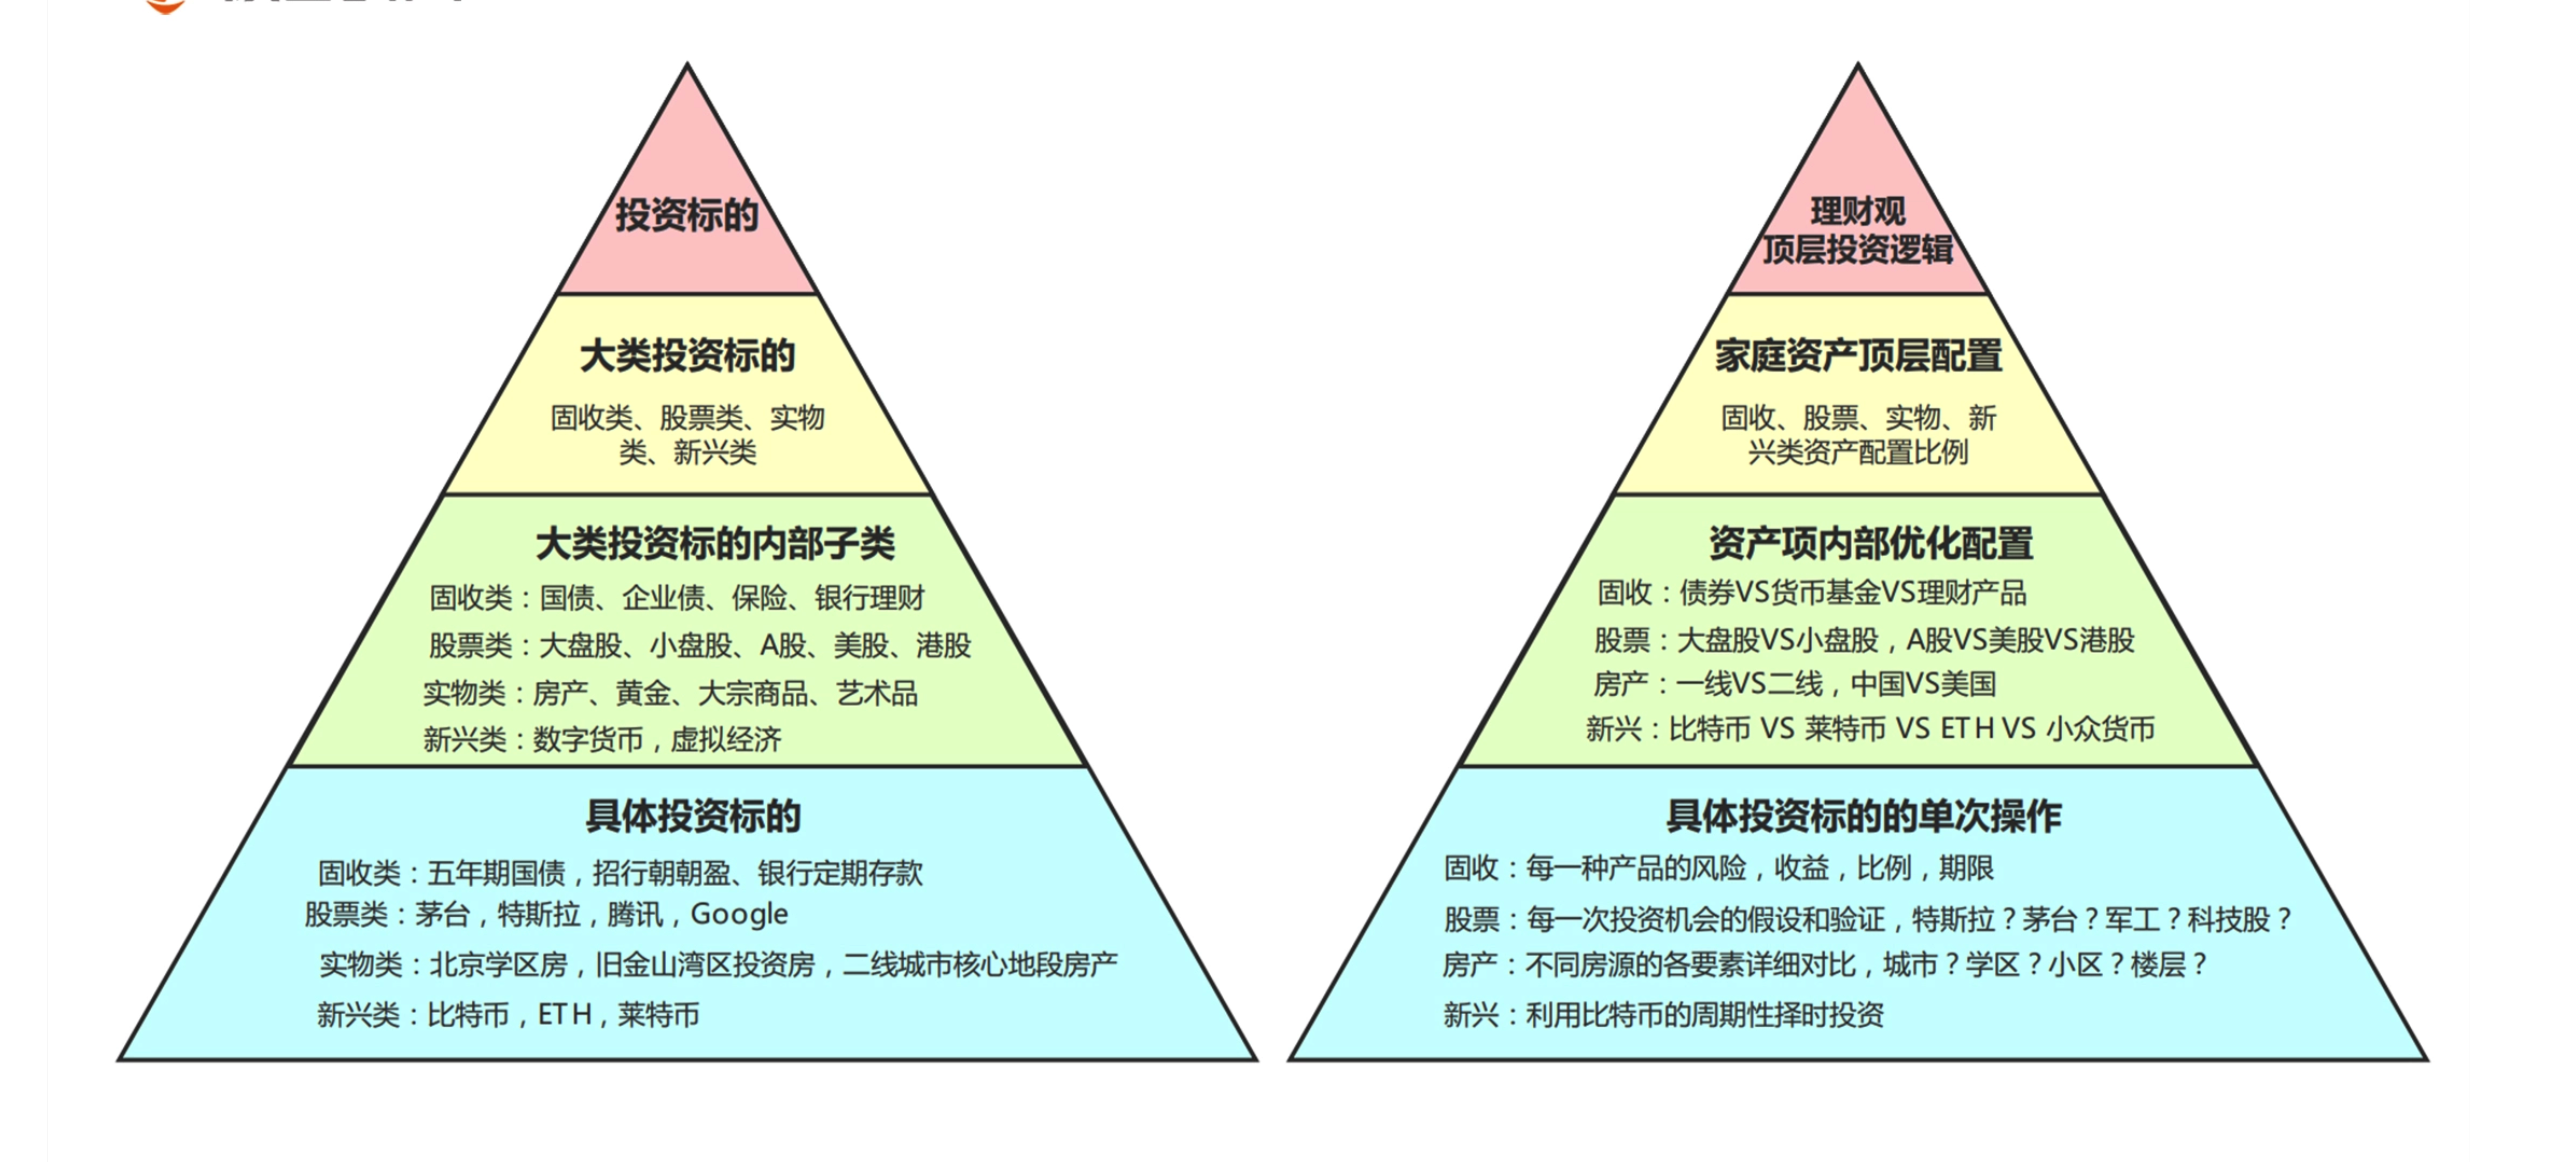 投资标的
大类投资标的
固收类、股票类、实物
类、新兴类
大类投资标的内部子类
固收类：国债、企业债、保险、银行理财
股票类：大盘股、小盘股、A股、美股、港股
实物类：房产、黄金、大宗商品、艺术品
新兴类：数字货币，虚拟经济
具体投资标的
固收类：五年期国债，招行朝朝盈、银行定期存款
股票类：茅台，特斯拉，腾讯，Google
实物类：北京学区房，旧金山湾区投资房，二线城市核心地段房产
新兴类：比特币，ETH，莱特币
理财观
顶层投资逻辑
家庭资产顶层配置
固收、股票、实物、新
兴类资产配置比例
资产项内部优化配置
固收：债券VS货币基金VS理财产品
股票：大盘股VS小盘股，A股VS美股VS港股
房产：一线VS二线，中国VS美国
新兴：比特币 VS 莱特币 VS ETH VS 小众货币
具体投资标的的单次操作
固收：每一种产品的风险，收益，比例，期限
股票：每一次投资机会的假设和验证，特斯拉？茅台？军工？科技股？
房产：不同房源的各要素详细对比，城市？学区？小区？楼层？
新兴：利用比特币的周期性择时投资